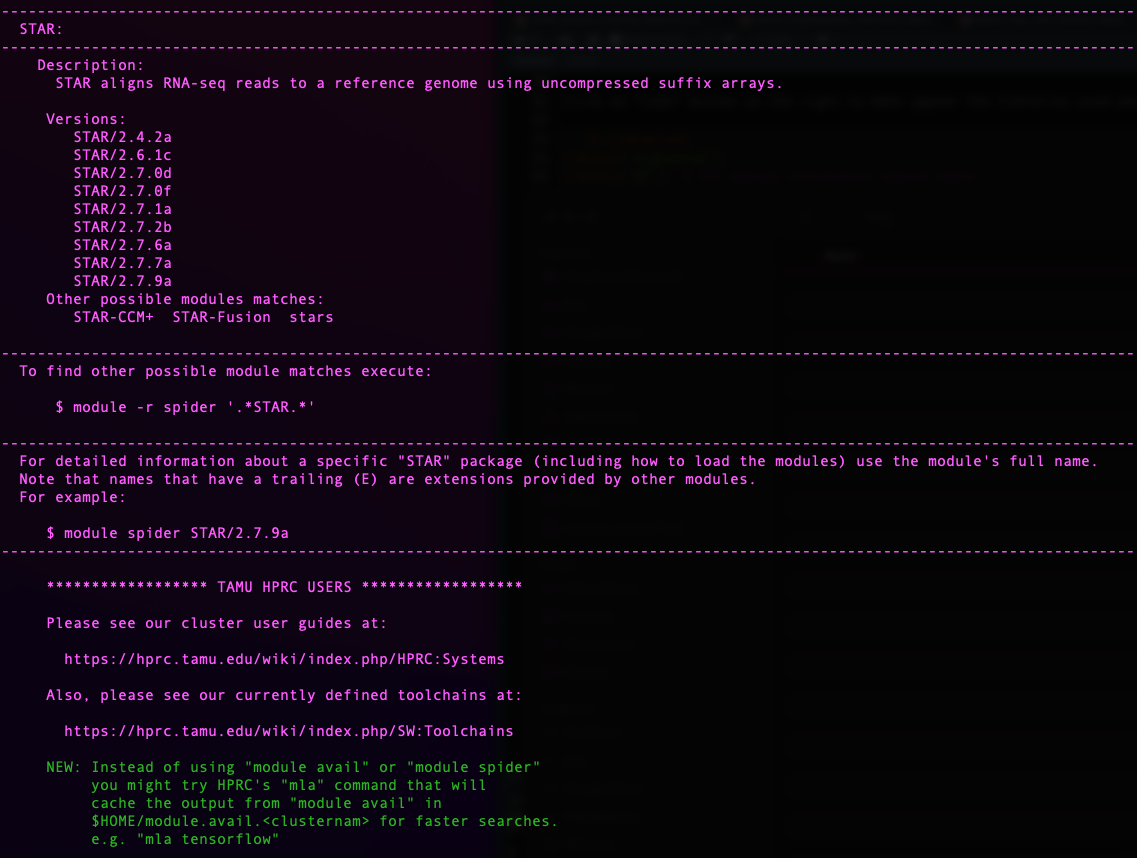 --------------------------------------------------------------------------------------------------------------------------------
STAR:
--------------------------------------------------------------------------------------------------------------------------------
Description:
STAR aligns RNA-seq reads to a reference genome using uncompressed suffix arrays.
Versions:
STAR/2.4.2a
STAR/2.6.1c
STAR/2.7.0d
STAR/2.7.0f
STAR/2.7.1a
STAR/2.7.2b
STAR/2.7.6a
STAR/2.7.7a
STAR/2.7.9a
Other possible modules matches:
STAR-CCM+  STAR-Fusion  stars
--------------------------------------------------------------------------------------------------------------------------------
To find other possible module matches execute:
$ module -r spider '.*STAR.*'
--------------------------------------------------------------------------------------------------------------------------------
For detailed information about a specific "STAR" package (including how to load the modules) use the module's full name.
Note that names that have a trailing (E) are extensions provided by other modules.
For example:
$ module spider STAR/2.7.9a
--------------------------------------------------------------------------------------------------------------------------------
****************** TAMU HPRC USERS ******************
Please see our cluster user guides at:
https://hprc.tamu.edu/wiki/index.php/HPRC:Systems
Also, please see our currently defined toolchains at:
https://hprc.tamu.edu/wiki/index.php/SW:Toolchains
NEW: Instead of using "module avail" or "module spider"
you might try HPRC's "mla" command that will
cache the output from "module avail" in
$HOME/module.avail.<clusternam> for faster searches.
e.g. "mla tensorflow"